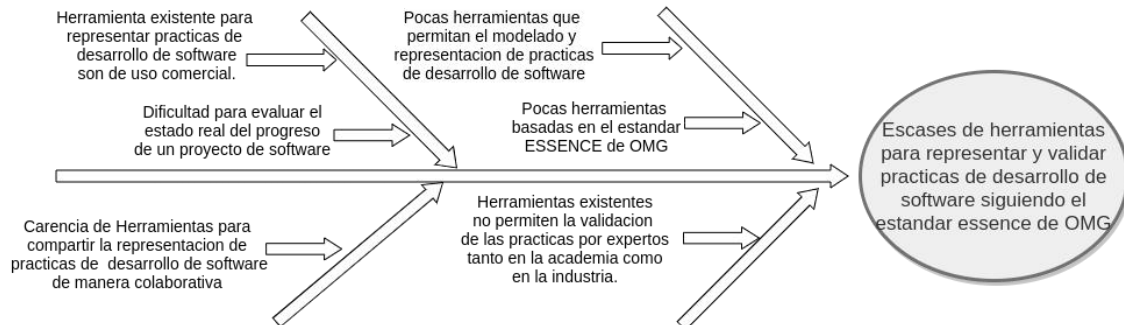 Herramienta existente para
representar practicas de
desarrollo de software
son de uso comercial.
Dificultad para evaluar el
estado real del progreso
de un proyecto de software
Pocas herramientas que
permitan el modelado y
representacion de practicas
de desarrollo de software
Pocas herramientas
basadas en el estandar
ESSENCE de OMG
Carencia de Herramientas para
compartir la representacion de
practicas de desarrollo de software
de manera colaborativa
Herramientas existentes
no permiten la validacion
de las practicas por expertos
tanto en la academia como
en la industria.
Escases de herramientas
para representar y validar
practicas de desarrollo de
software siguiendo el
estandar essence de OMG